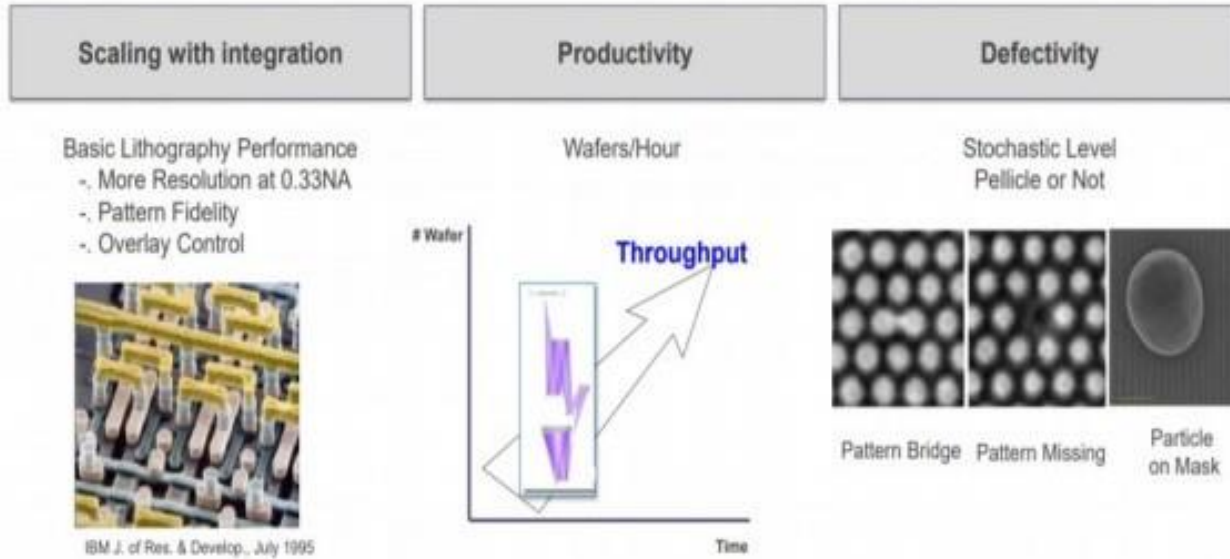 Scaling with integration
Basic Lithography Performance
-. More Resolution at 0.33NA
-. Pattern Fidelity
-. Overlay Control
IBM J. of Res. & Develop., July 1995
Productivity
Wafers/Hour
# Wafer
Throughput
Time
Defectivity
Stochastic Level
Pellicle or Not
Pattern Bridge
Pattern Missing
Particle
on Mask